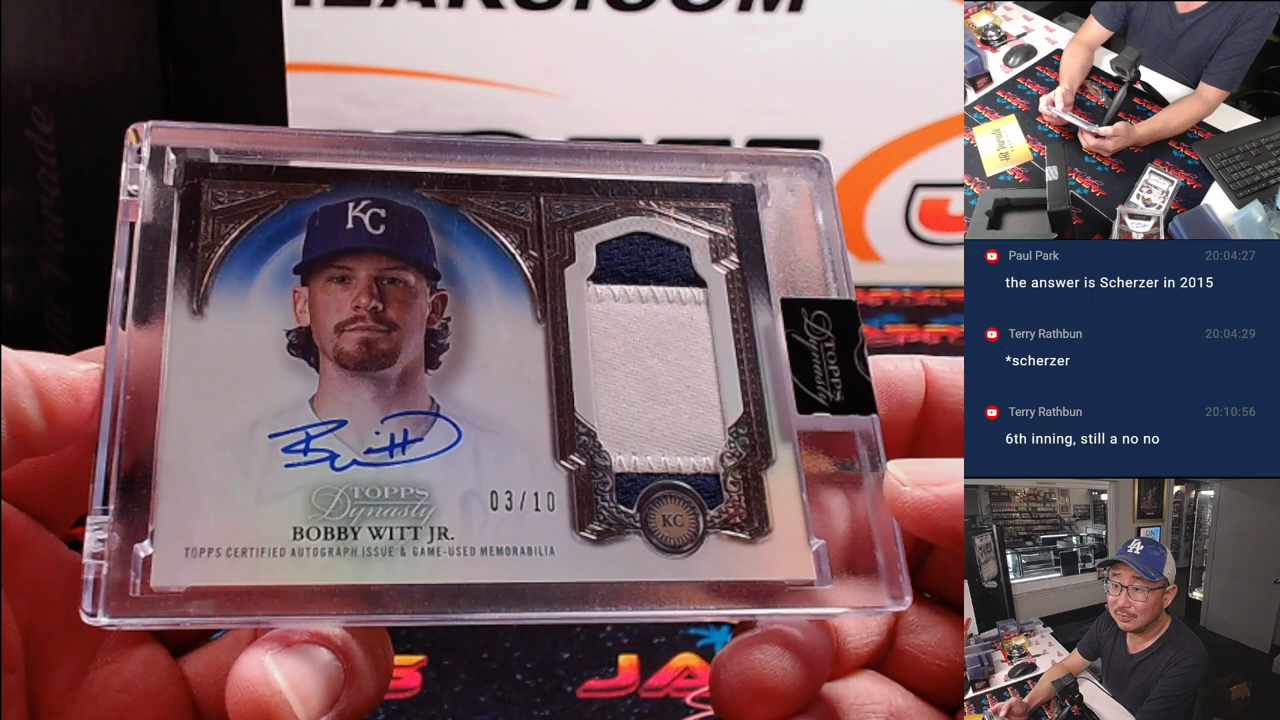 KC
TOPPS
Dynasty
03/10
BOBBY WITT JR.
TOPPS CERTIFIED AUTOGRAPH ISSUE & GAME-USED MEMORABILIA
KC
TOPPS
Dynasty
JA
Paul Park
20:04:27
the answer is Scherzer in 2015
Terry Rathbun
20:04:29
*scherzer
Terry Rathbun
20:10:56
6th inning, still a no no
LA